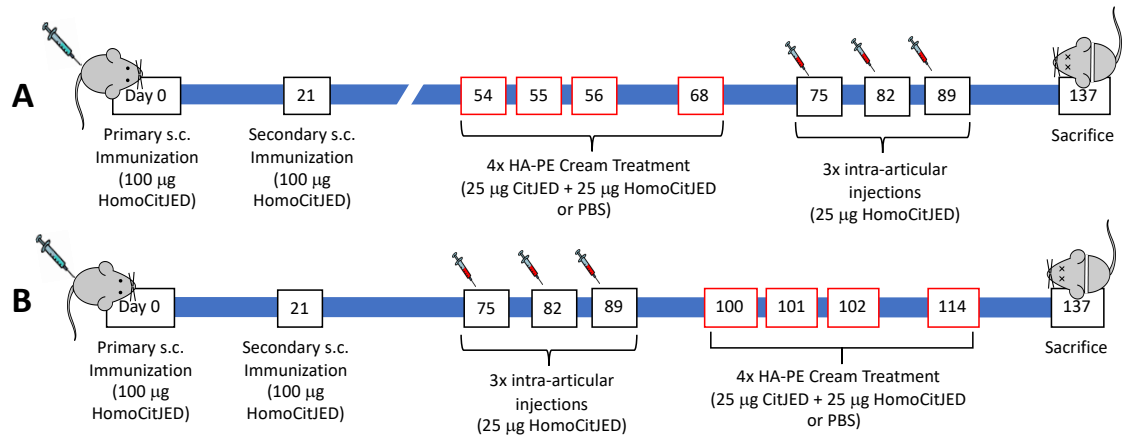 A
Day 0
21
54
55
56
68
75
82
89
137
Primary s.c.
Immunization
(100 μg
HomoCitJED)
Secondary s.c.
Immunization
(100 μg
HomoCitJED)
4x HA-PE Cream Treatment
(25 μg CitJED + 25 μg HomoCitJED
or PBS)
3x intra-articular
injections
(25 μg HomoCitJED)
Sacrifice
B
Day 0
21
75
82
89
100
101
102
114
137
Primary s.c.
Immunization
(100 μg
HomoCitJED)
Secondary s.c.
Immunization
(100 μg
HomoCitJED)
3x intra-articular
injections
(25 μg HomoCitJED)
4x HA-PE Cream Treatment
(25 μg CitJED + 25 μg HomoCitJED
or PBS)
Sacrifice